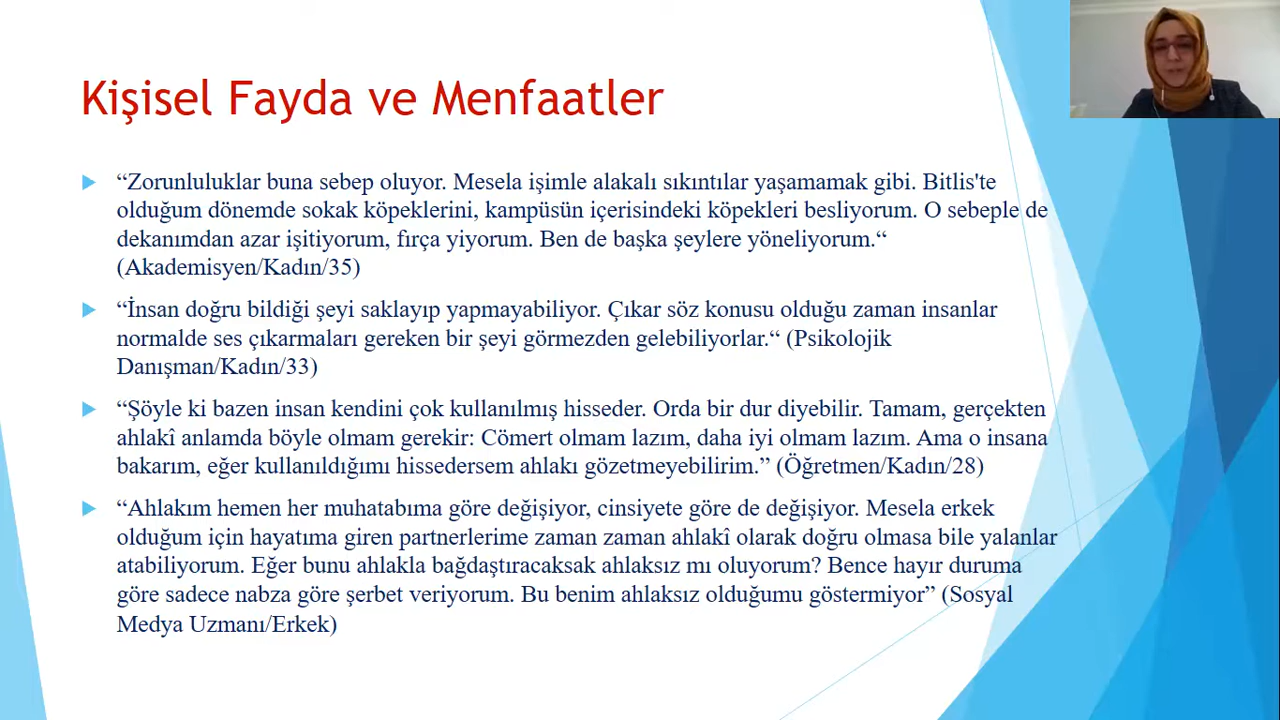 Kişisel Fayda ve Menfaatler
“Zorunluluklar buna sebep oluyor. Mesela işimle alakalı sıkıntılar yaşamamak gibi. Bitlis'te
olduğum dönemde sokak köpeklerini, kampüsün içerisindeki köpekleri besliyorum. O sebeple de
dekanımdan azar işitiyorum, fırça yiyorum. Ben de başka şeylere yöneliyorum.“
(Akademisyen/Kadın/35)
“İnsan doğru bildiği şeyi saklayıp yapmayabiliyor. Çıkar söz konusu olduğu zaman insanlar
normalde ses çıkarmaları gereken bir şeyi görmezden gelebiliyorlar.“ (Psikolojik
Danışman/Kadın/33)
“Şöyle ki bazen insan kendini çok kullanılmış hisseder. Orda bir dur diyebilir. Tamam, gerçekten
ahlakî anlamda böyle olmam gerekir: Cömert olmam lazım, daha iyi olmam lazım. Ama o insana
bakarım, eğer kullanıldığımı hissedersem ahlakı gözetmeyebilirim.” (Öğretmen/Kadın/28)
“Ahlakım hemen her muhatabıma göre değişiyor, cinsiyete göre de değişiyor. Mesela erkek
olduğum için hayatıma giren partnerlerime zaman zaman ahlakî olarak doğru olmasa bile yalanlar
atabiliyorum. Eğer bunu ahlakla bağdaştıracaksak ahlaksız mı oluyorum? Bence hayır duruma
göre sadece nabza göre şerbet veriyorum. Bu benim ahlaksız olduğumu göstermiyor” (Sosyal
Medya Uzmanı/Erkek)